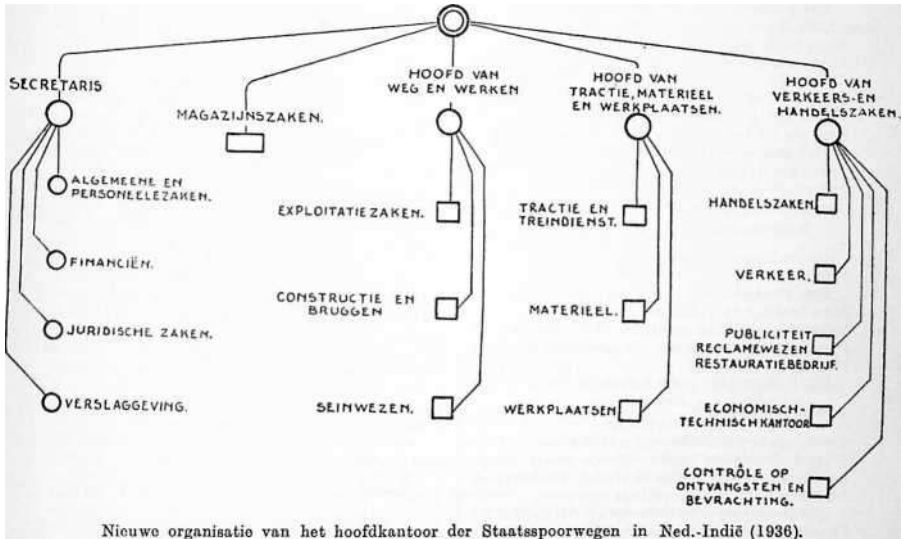 SECRETARIS
ALGEMEENE EN
PERSONEELEZAKEN.
FINANCIËN.
JURIDISCHE ZAKEN.
VERSLAGGEVING.
MAGAZIJNSZAKEN.
HOOFD VAN
WEG EN WERKEN
EXPLOITATIEZAKEN.
CONSTRUCTIE EN
BRUGGEN
SEINWEZEN.
HOOFD VAN
TRACTIE, MATERIEEL
EN WERKPLAATSEN.
TRACTIE EN
TREINDIENST.
MATERIEEL.
WERKPLAATSEN
HOOFD VAN
VERKEERS-EN
HANDELSZAKEN.
HANDELSZAKEN.
VERKEER.
PUBLICITEIT
RECLAMEWEZEN
RESTAURATIEBEDRIJF.
ECONOMISCH-
TECHNISCH KANTOOR
CONTRÔLE OP
ONTVANGSTEN EN
BEVRACHTING.
Nieuwe organisatie van het hoofdkantoor der Staatsspoorwegen in Ned.-Indië (1936).